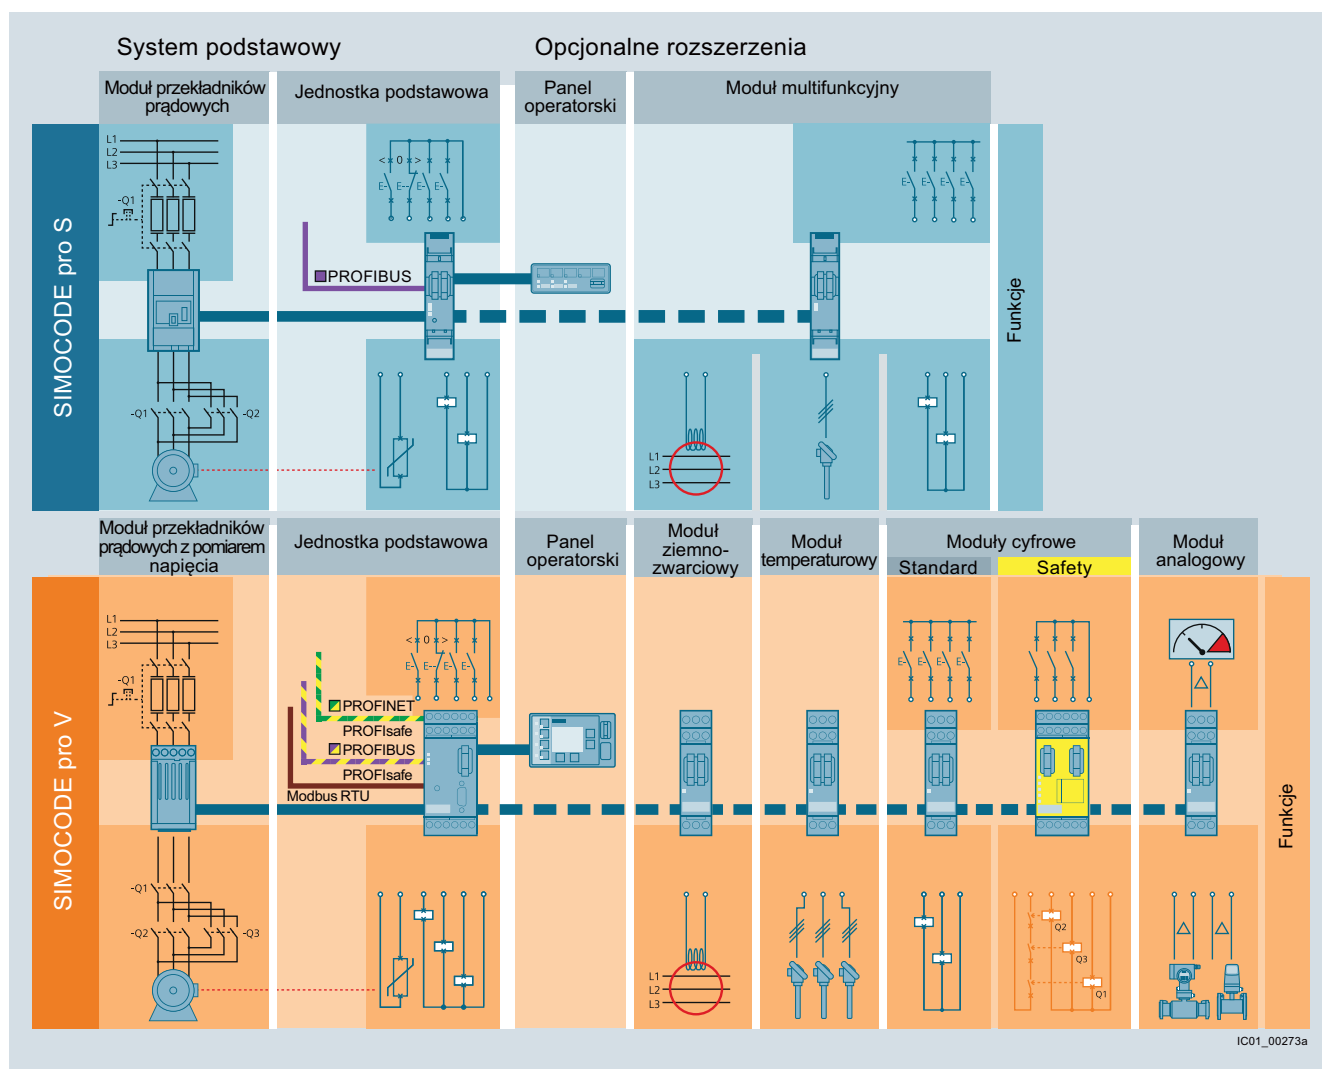 System podstawowy
Opcjonalne rozszerzenia
Moduł przekładników
prądowych
Jednostka podstawowa
Panel
operatorski
Moduł multifunkcyjny
SIMOCODE pro S
L1
L2
L3
-Q1
< 0 >
E- E-- E- E-
E- E- E- E-
PROFIBUS
Funkcje
-Q1
-Q2
L1
L2
L3
Moduł przekładników
prądowych z pomiarem
napięcia
Jednostka podstawowa
Panel
operatorski
Moduł
ziemno-
zwarciowy
Moduł
temperaturowy
Moduły cyfrowe
Standard
Safety
Moduł
analogowy
SIMOCODE pro V
L1
L2
L3
-Q1
< 0 >
E- E-- E- E-
E- E- E- E-
PROFINET
PROFIsafe
PROFIBUS
PROFIsafe
Modbus RTU
Funkcje
-Q1
-Q2
-Q3
L1
L2
L3
Q2
Q3
Q1
IC01_00273a